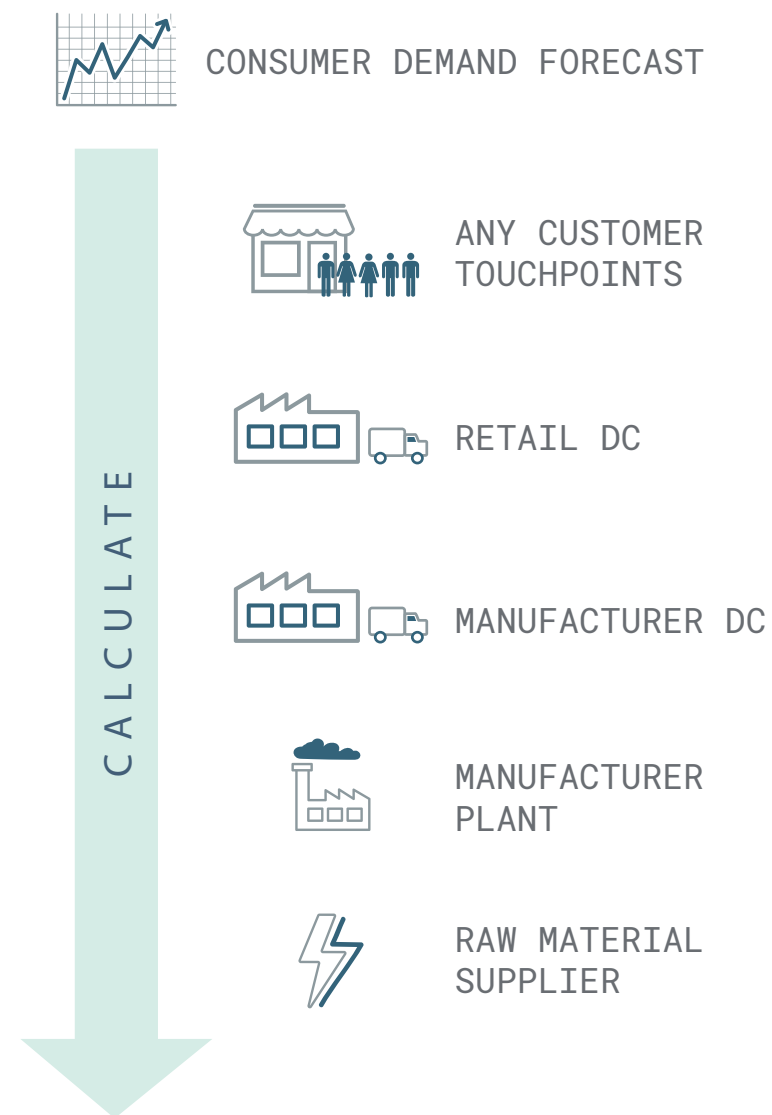 CONSUMER DEMAND FORECAST
ANY CUSTOMER
TOUCHPOINTS
RETAIL DC
CALCULATE
MANUFACTURER DC
MANUFACTURER
PLANT
RAW MATERIAL
SUPPLIER